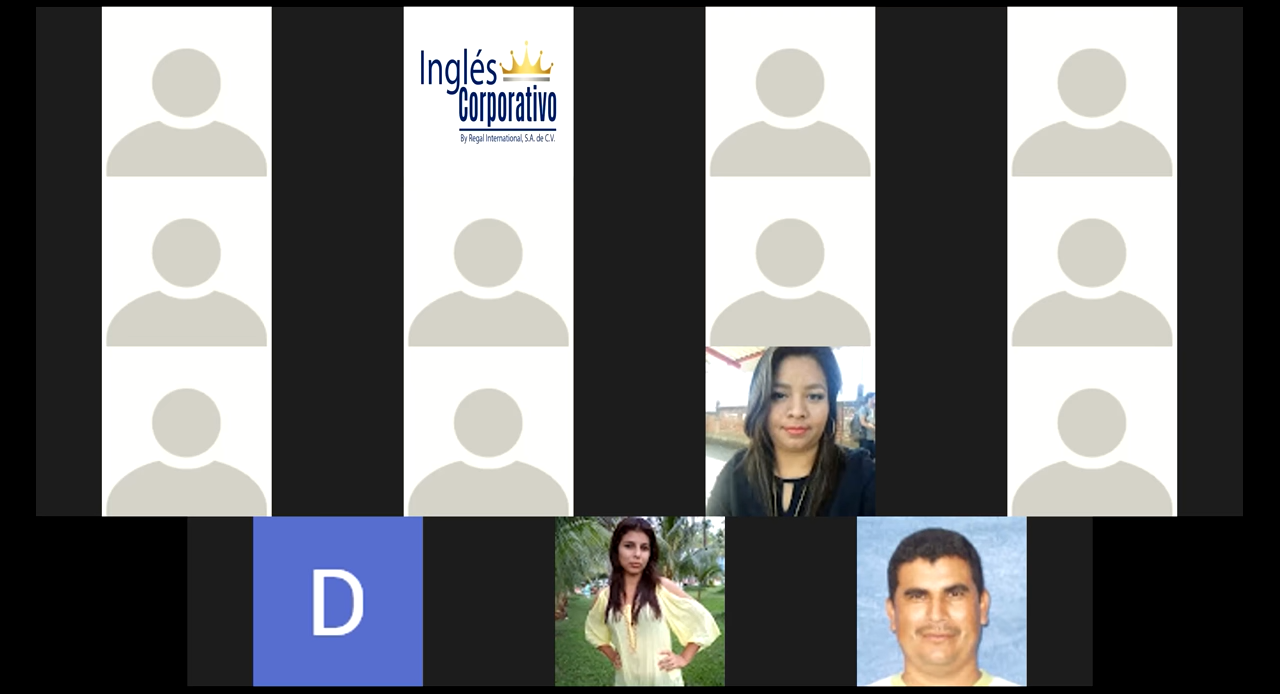 Inglés
Corporativo
By Regal International, S.A. de C.V.
D